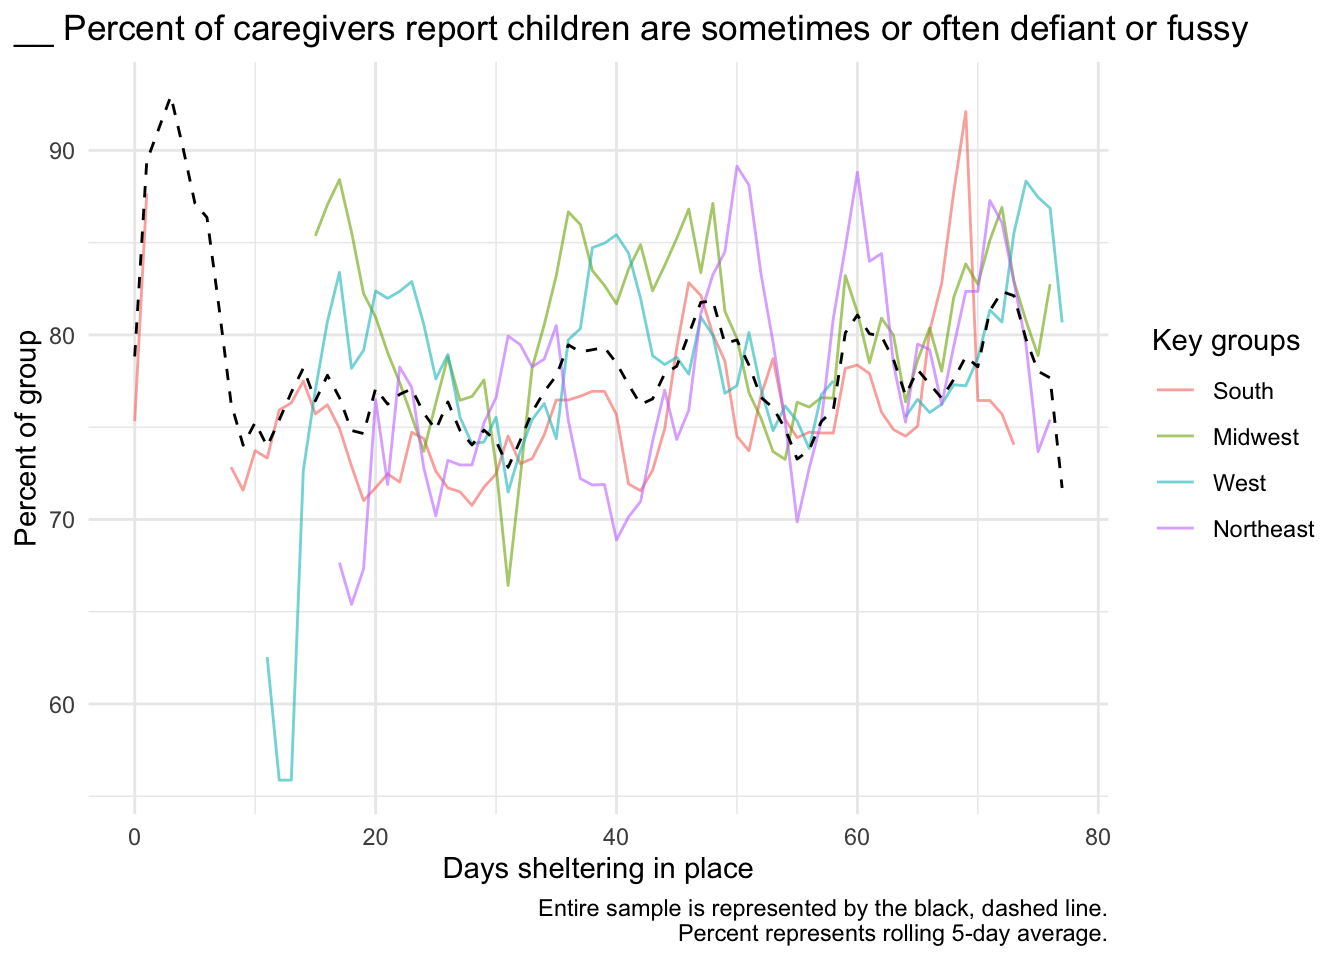 __ Percent of caregivers report children are sometimes or often defiant or fussy
Percent of group
90
80
70
60
0
20
40
60
80
Days sheltering in place
Key groups
South
Midwest
West
Northeast
Entire sample is represented by the black, dashed line.
Percent represents rolling 5-day average.